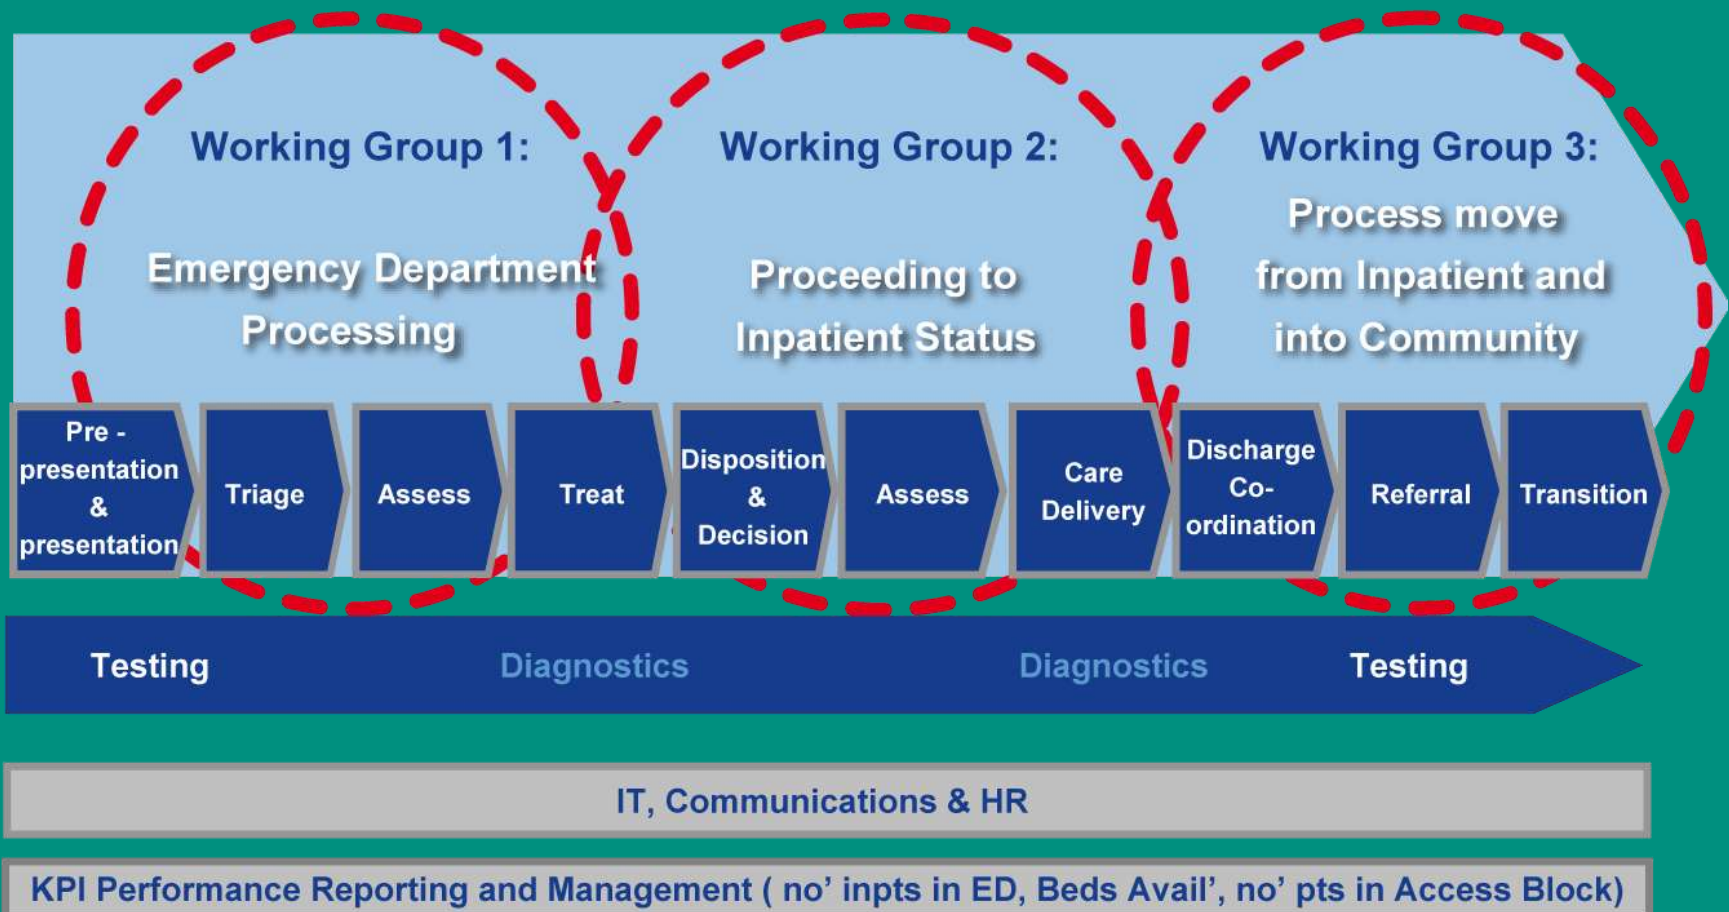 Working Group 1:
Emergency Department
Processing
Working Group 2:
Proceeding to
Inpatient Status
Working Group 3:
Process move
from Inpatient and
into Community
Pre -
presentation
&
presentation
Triage
Assess
Treat
Disposition
&
Decision
Assess
Care
Delivery
Discharge
Co-
ordination
Referral
Transition
Testing
Diagnostics
Diagnostics
Testing
IT, Communications & HR
KPI Performance Reporting and Management ( no' inpts in ED, Beds Avail', no' pts in Access Block)